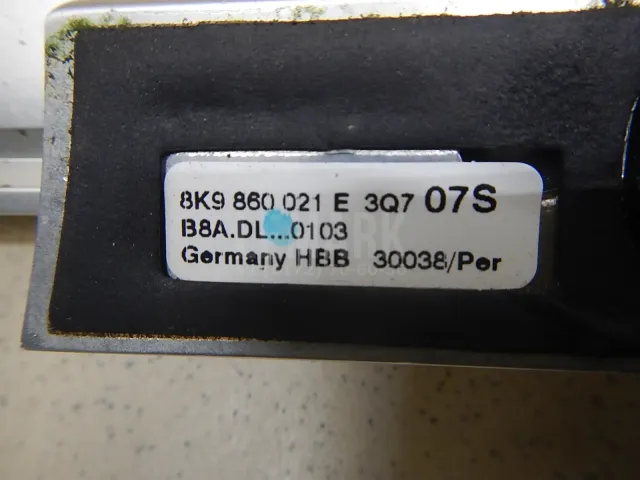 8K9 860 021 E 3Q7 07S
B8A.DL...0103
Germany HBB 30038/Per